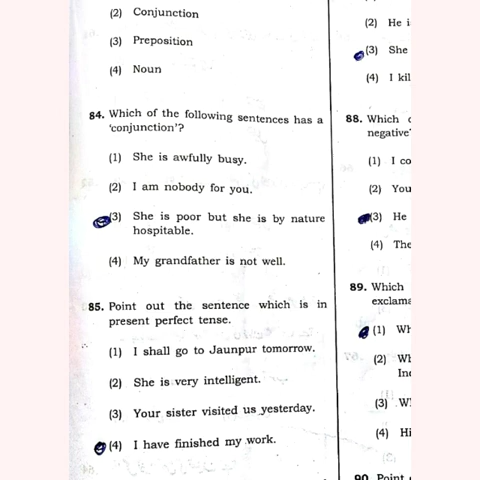 (2) Conjunction
(3) Preposition
(4) Noun
84. Which of the following sentences has a
'conjunction'?
(1) She is awfully busy.
(2) I am nobody for you.
(3) She is poor but she is by nature
hospitable.
(4) My grandfather is not well.
85. Point out the sentence which is in
present perfect tense.
(1) I shall go to Jaunpur tomorrow.
(2) She is very intelligent.
(3) Your sister visited us yesterday.
(4) I have finished my work.
(2) He
(3) She
(4) I
88. Which
negative'
(1) I
(2) You
(3) He
(4)
89. Which
(1)
(2)
(3)
(4)
90. Point